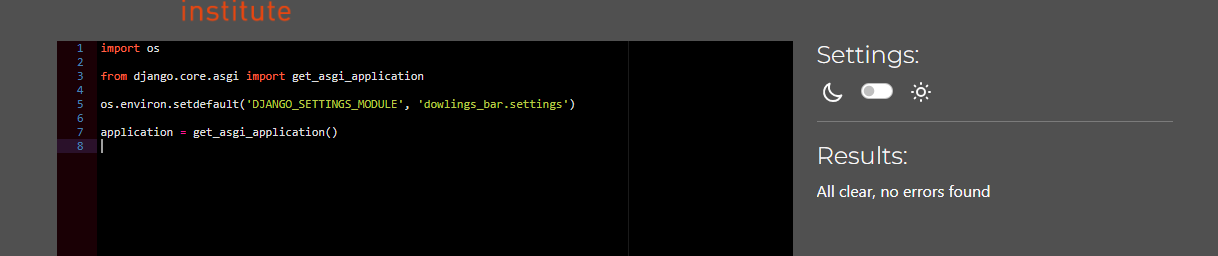 institute
1 import os
2
3 from django.core.asgi import get_asgi_application
4
5 os.environ.setdefault('DJANGO_SETTINGS_MODULE', 'dowlings_bar.settings')
6
7 application = get_asgi_application()
8
Settings:
Results:
All clear, no errors found